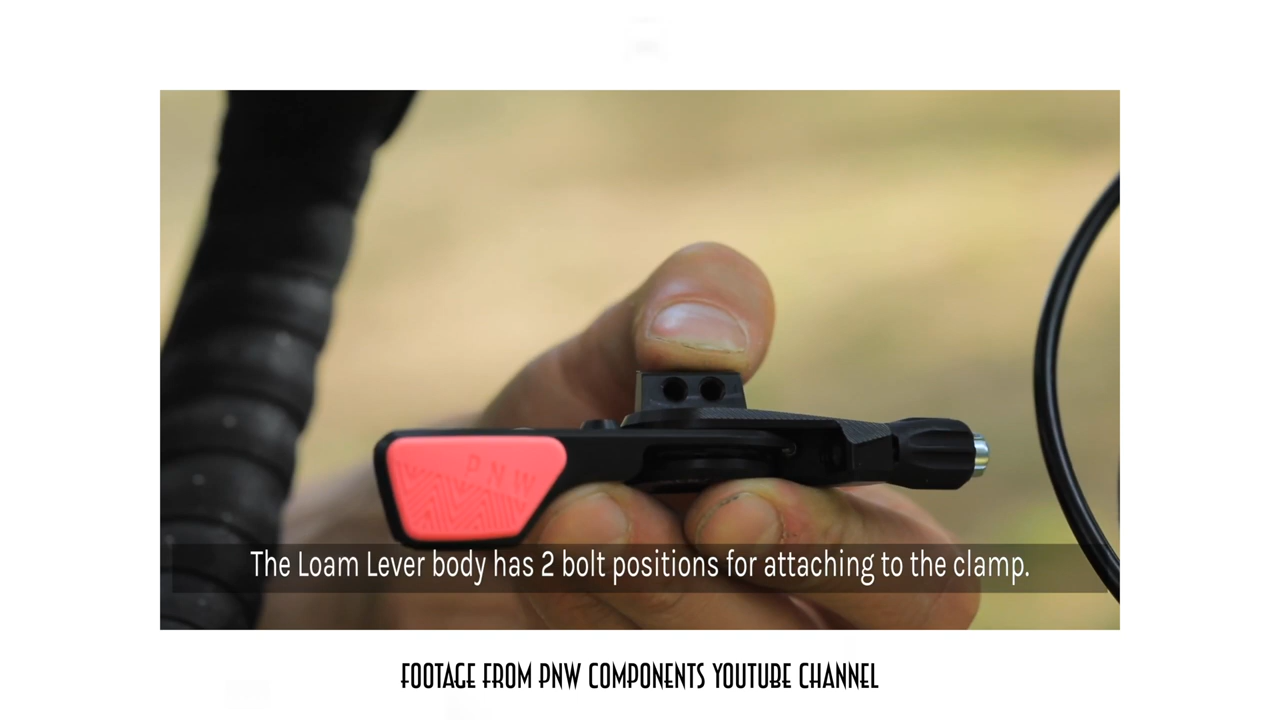 PNW
The Loam Lever body has 2 bolt positions for attaching to the clamp.
FOOTAGE FROM PNW COMPONENTS YOUTUBE CHANNEL